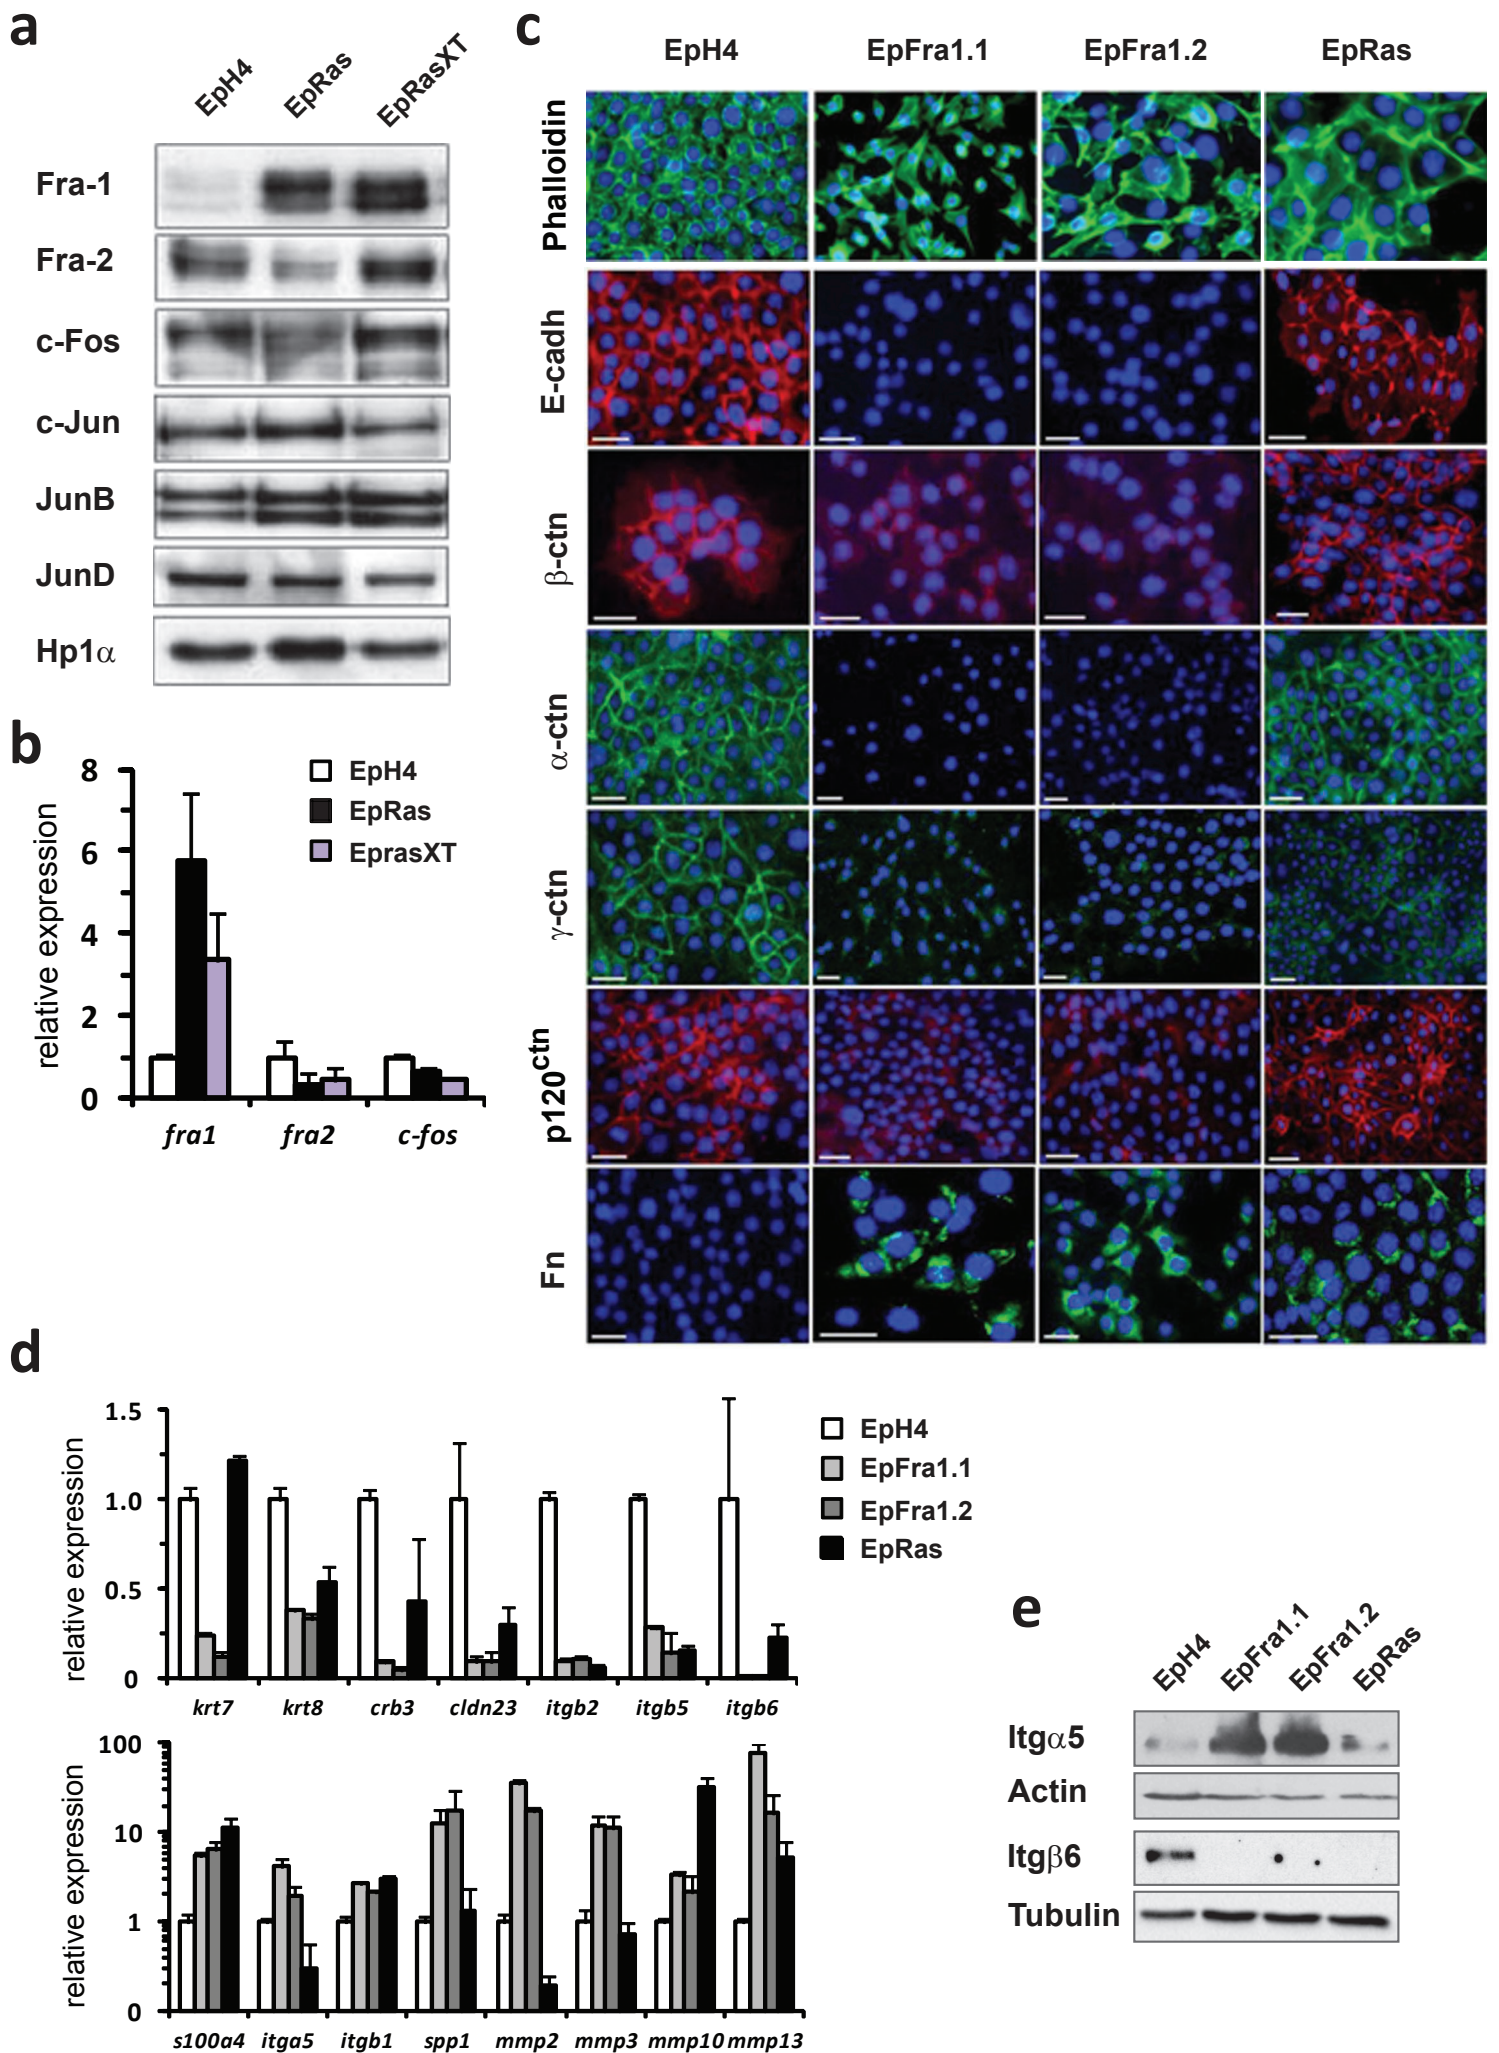 a
EpH4
EpRas
EpRasXT
Fra-1
Fra-2
c-Fos
c-Jun
JunB
JunD
Hp1α
b
relative expression
8
6
4
2
0
EpH4
EpRas
EprasXT
fra1 fra2 c-fos
c
EpH4 EpFra1.1 EpFra1.2 EpRas
Phalloidin
E-cadh
β-ctn
α-ctn
γ-ctn
p120ctn
Fn
d
relative expression
1.5
1.0
0.5
0
krt7 krt8 crb3 cldn23 itgb2 itgb5 itgb6
EpH4
EpFra1.1
EpFra1.2
EpRas
relative expression
100
10
1
0
s100a4 itga5 itgb1 spp1 mmp2 mmp3 mmp10 mmp13
e
EpH4
EpFra1.1
EpFra1.2
EpRas
Itgα5
Actin
Itgβ6
Tubulin